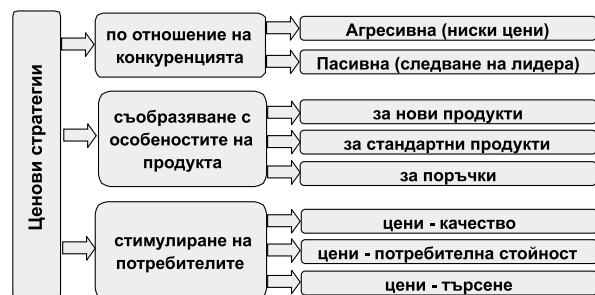 Ценови стратегии
по отношение на
конкуренцията
Агресивна (ниски цени)
Пасивна (следване на лидера)
съобразяване с
особеностите на
продукта
за нови продукти
за стандартни продукти
за поръчки
стимулиране на
потребителите
цени - качество
цени - потребителна стойност
цени - търсене